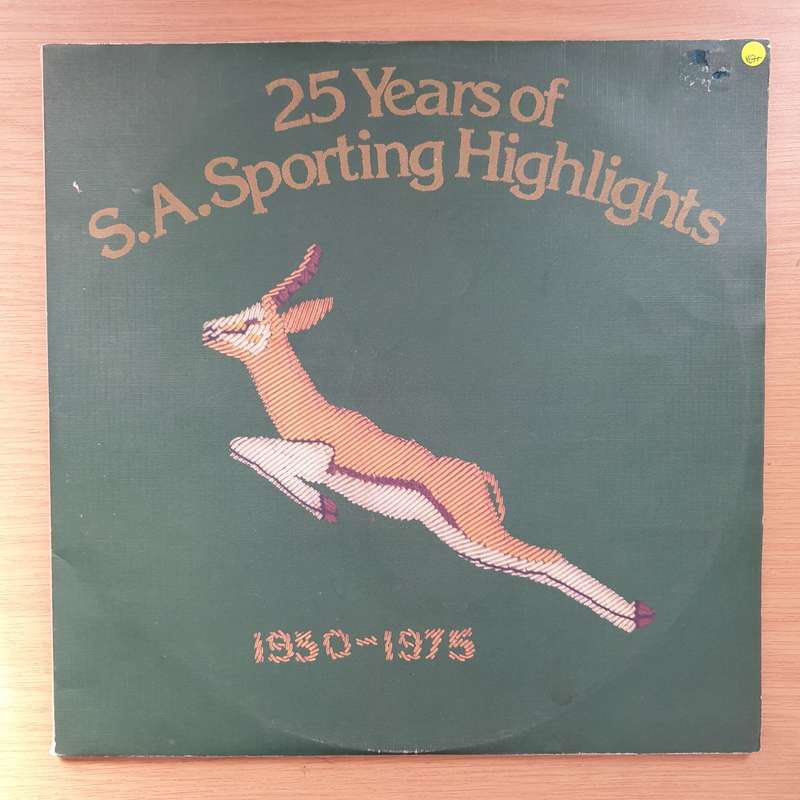 25 Years of
S.A. Sporting Highlights
1950-1975